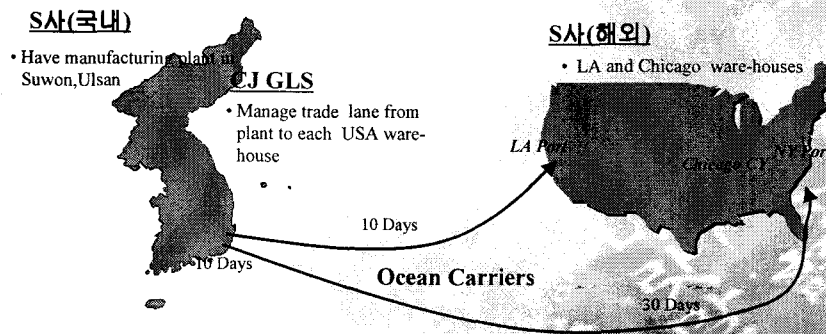 S사(국내)
• Have manufacturing plant in
Suwon,Ulsan
CJ GLS
• Manage trade lane from
plant to each USA ware-
house
S사(해외)
• LA and Chicago ware-houses
LA Port
Chicago CY
NY Por
10 Days
10 Days
Ocean Carriers
30 Days